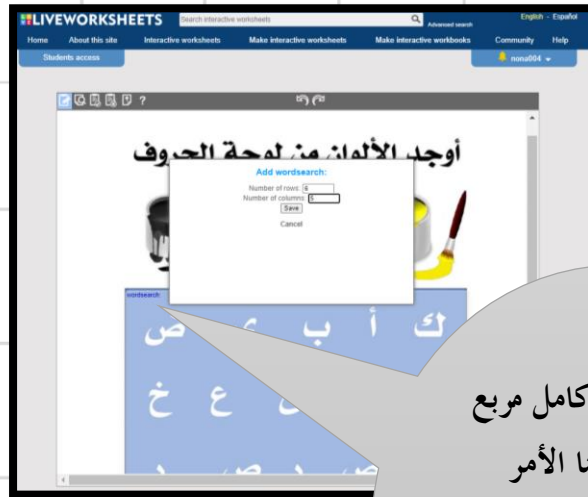 LIVEWORKSHEETS
Search interactive worksheets
Advanced search
English - Español
Home About this site Interactive worksheets Make interactive worksheets Make interactive workbooks Community Help
Students access
nona004
?
أوجد الألوان من لوحة الحروف
Add wordsearch:
Number of rows: 6
Number of columns: 5
Save
Cancel
wordsearch:
ك أ ب ي ص
ع خ
كامل مربع
ا الأمر